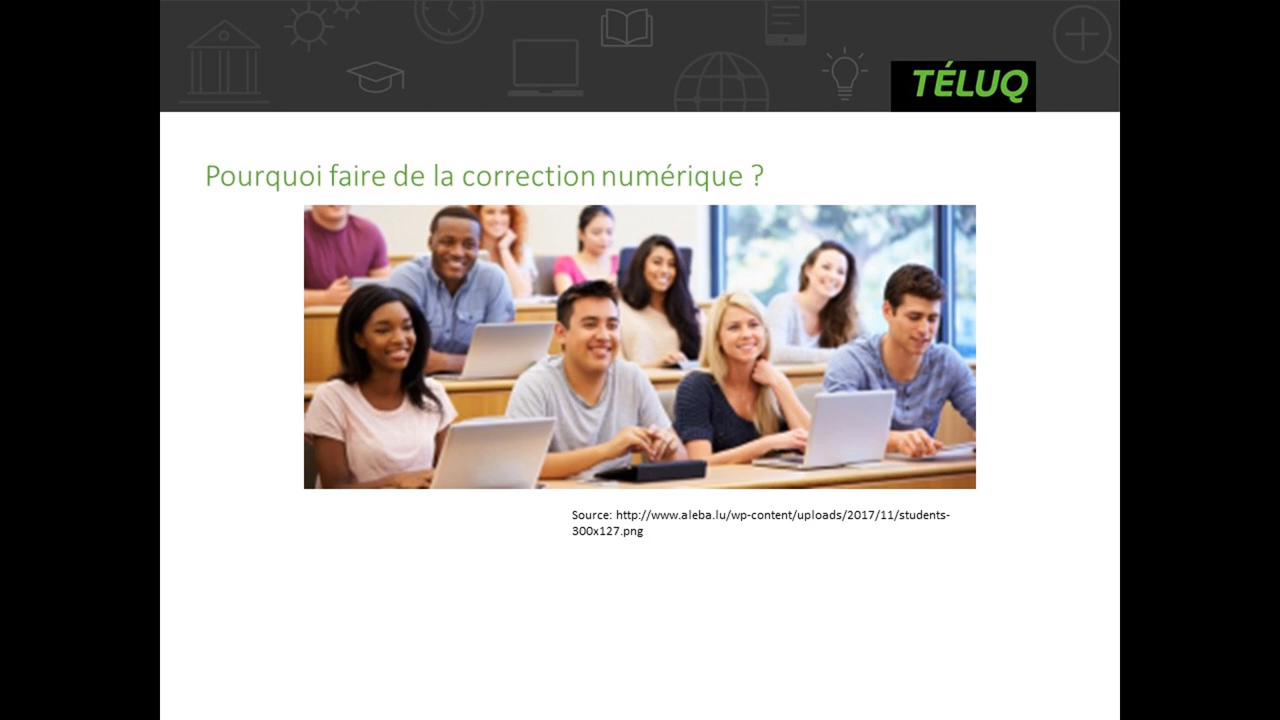 TÉLUQ
Pourquoi faire de la correction numérique ?
Source: http://www.aleba.lu/wp-content/uploads/2017/11/students-
300x127.png